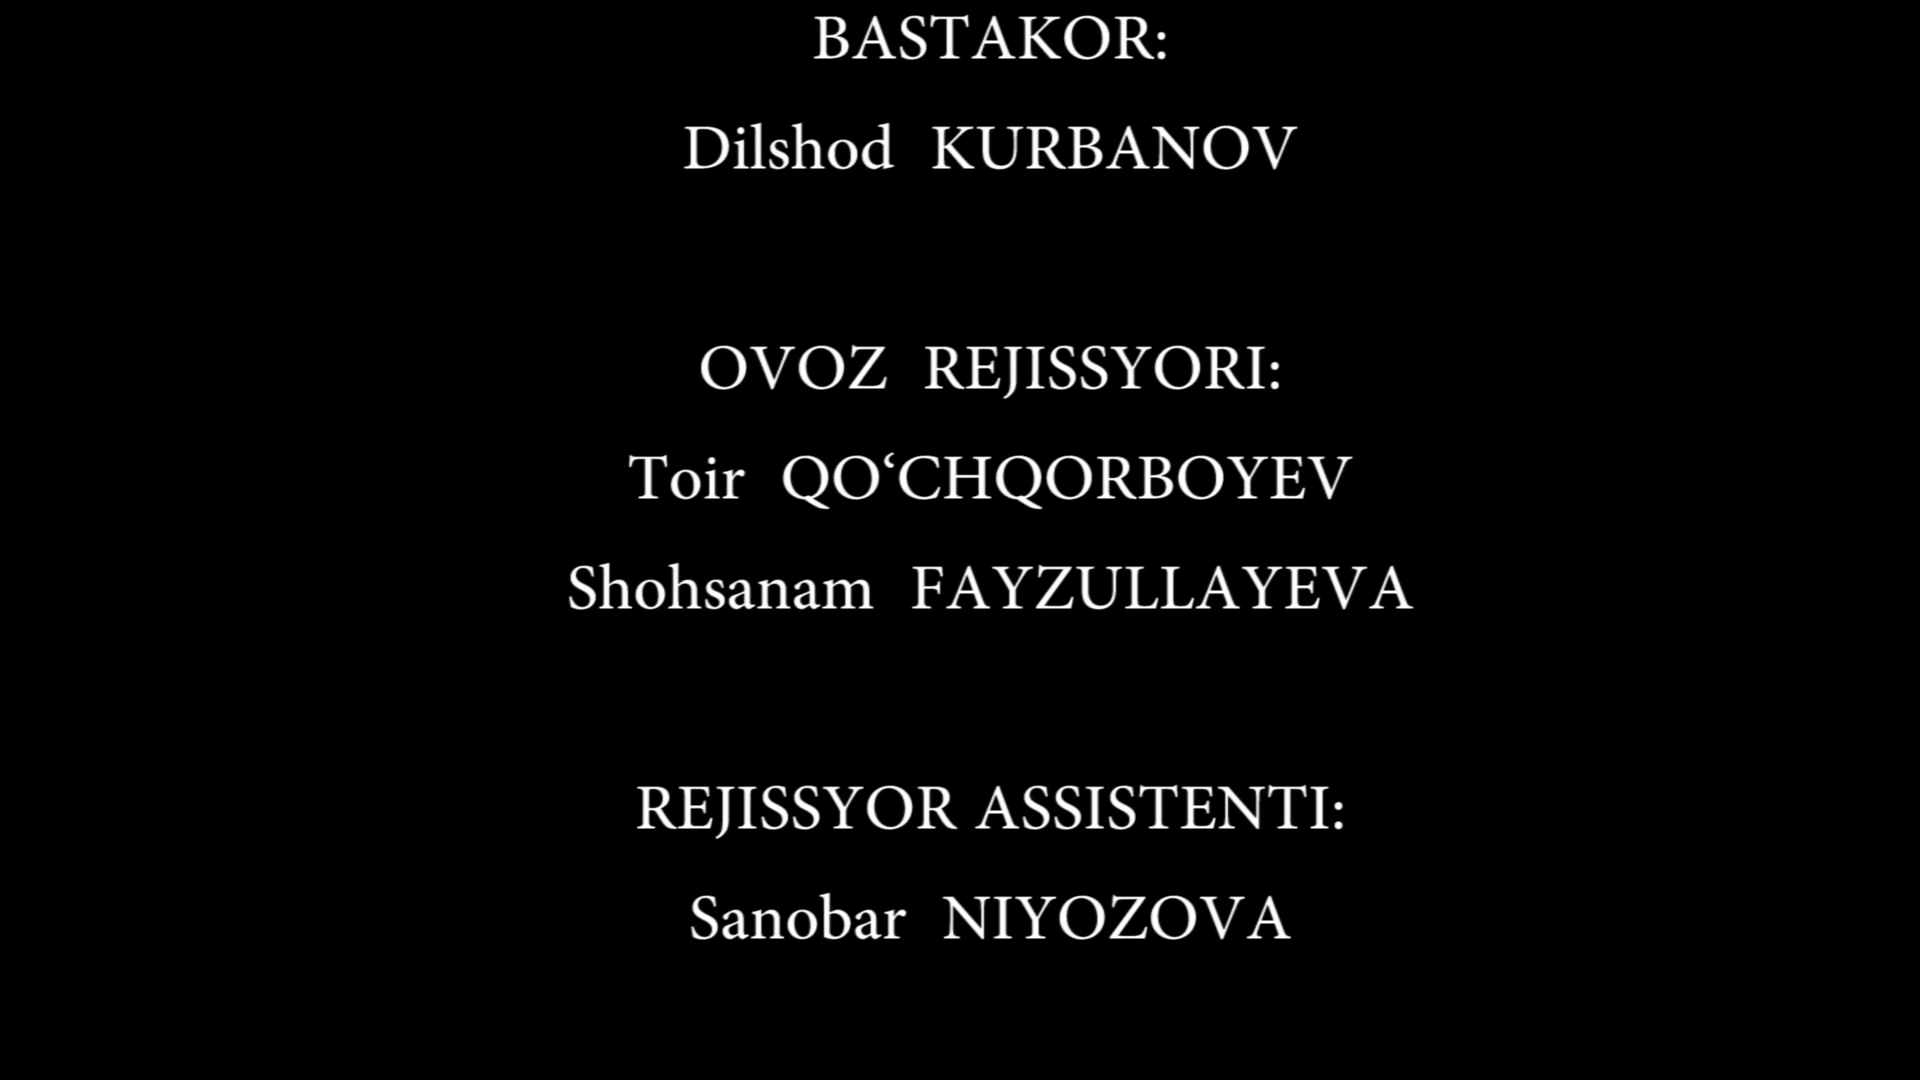 BASTAKOR:
Dilshod KURBANOV
OVOZ REJISSYORI:
Toir QO‘CHQORBOYEV
Shohsanam FAYZULLAYEVA
REJISSYOR ASSISTENTI:
Sanobar NIYOZOVA